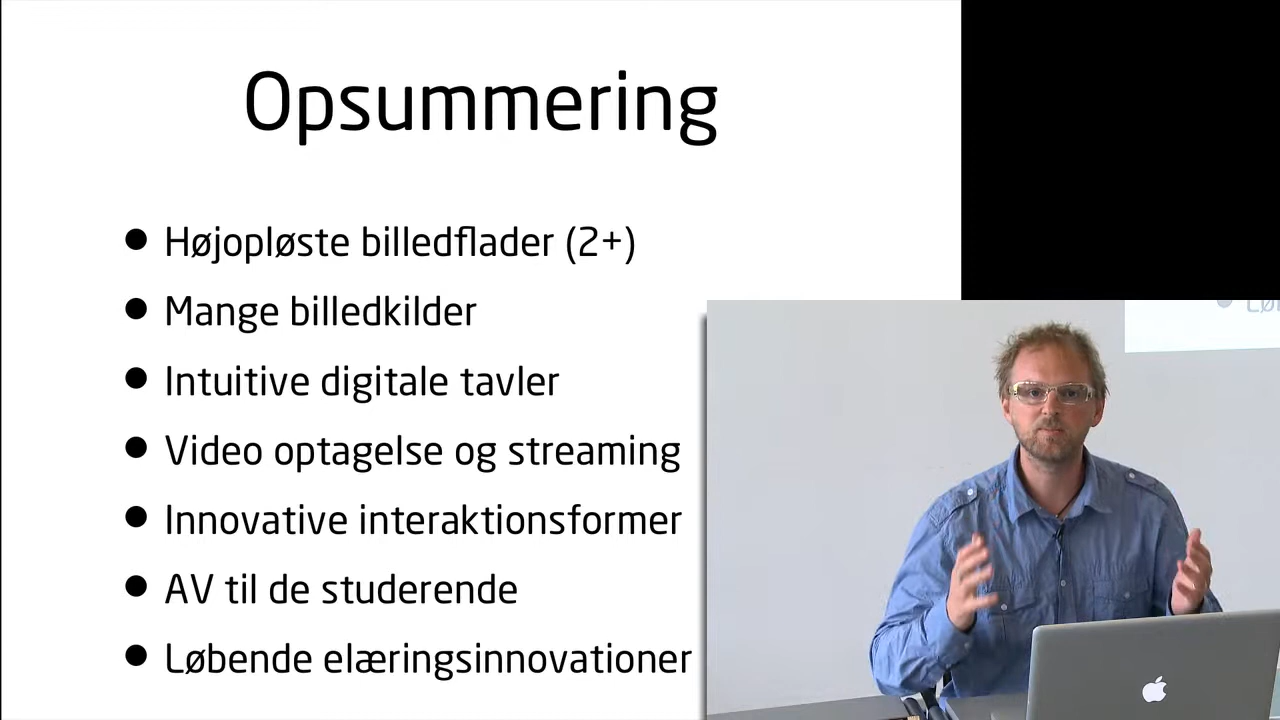 Opsummering
● Højopløste billedflader (2+)
● Mange billedkilder
● Intuitive digitale tavler
● Video optagelse og streaming
● Innovative interaktionsformer
● AV til de studerende
● Løbende elæringsinnovationer